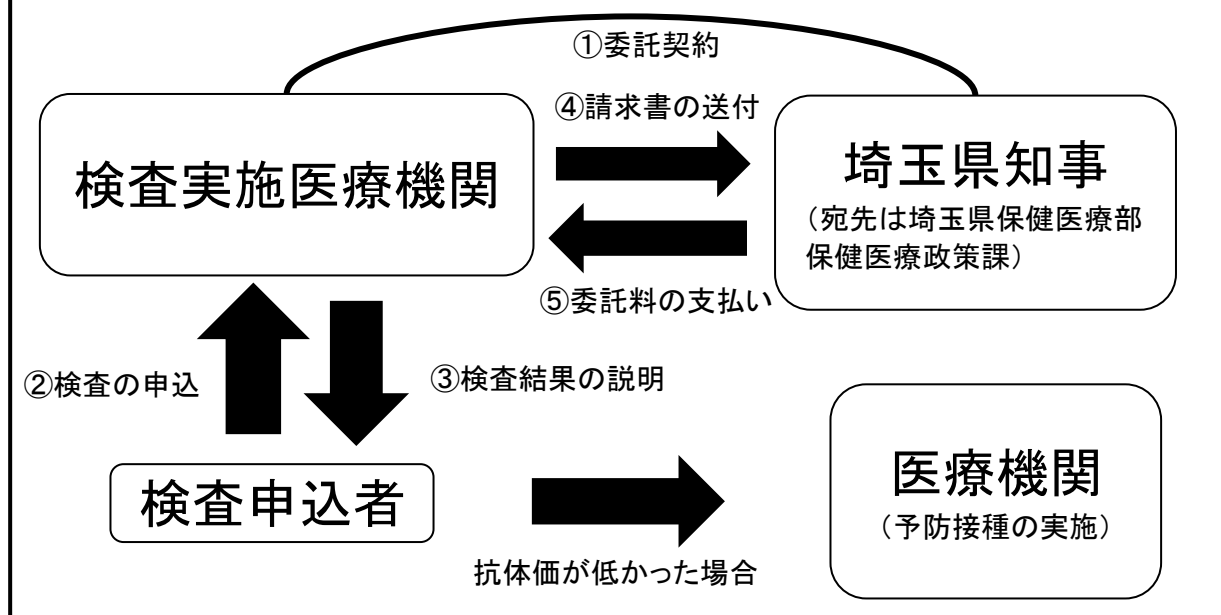 ①委託契約
④請求書の送付
検査実施医療機関
埼玉県知事
（宛先は埼玉県保健医療部
保健医療政策課）
⑤委託料の支払い
②検査の申込
③検査結果の説明
検査申込者
医療機関
（予防接種の実施）
抗体価が低かった場合